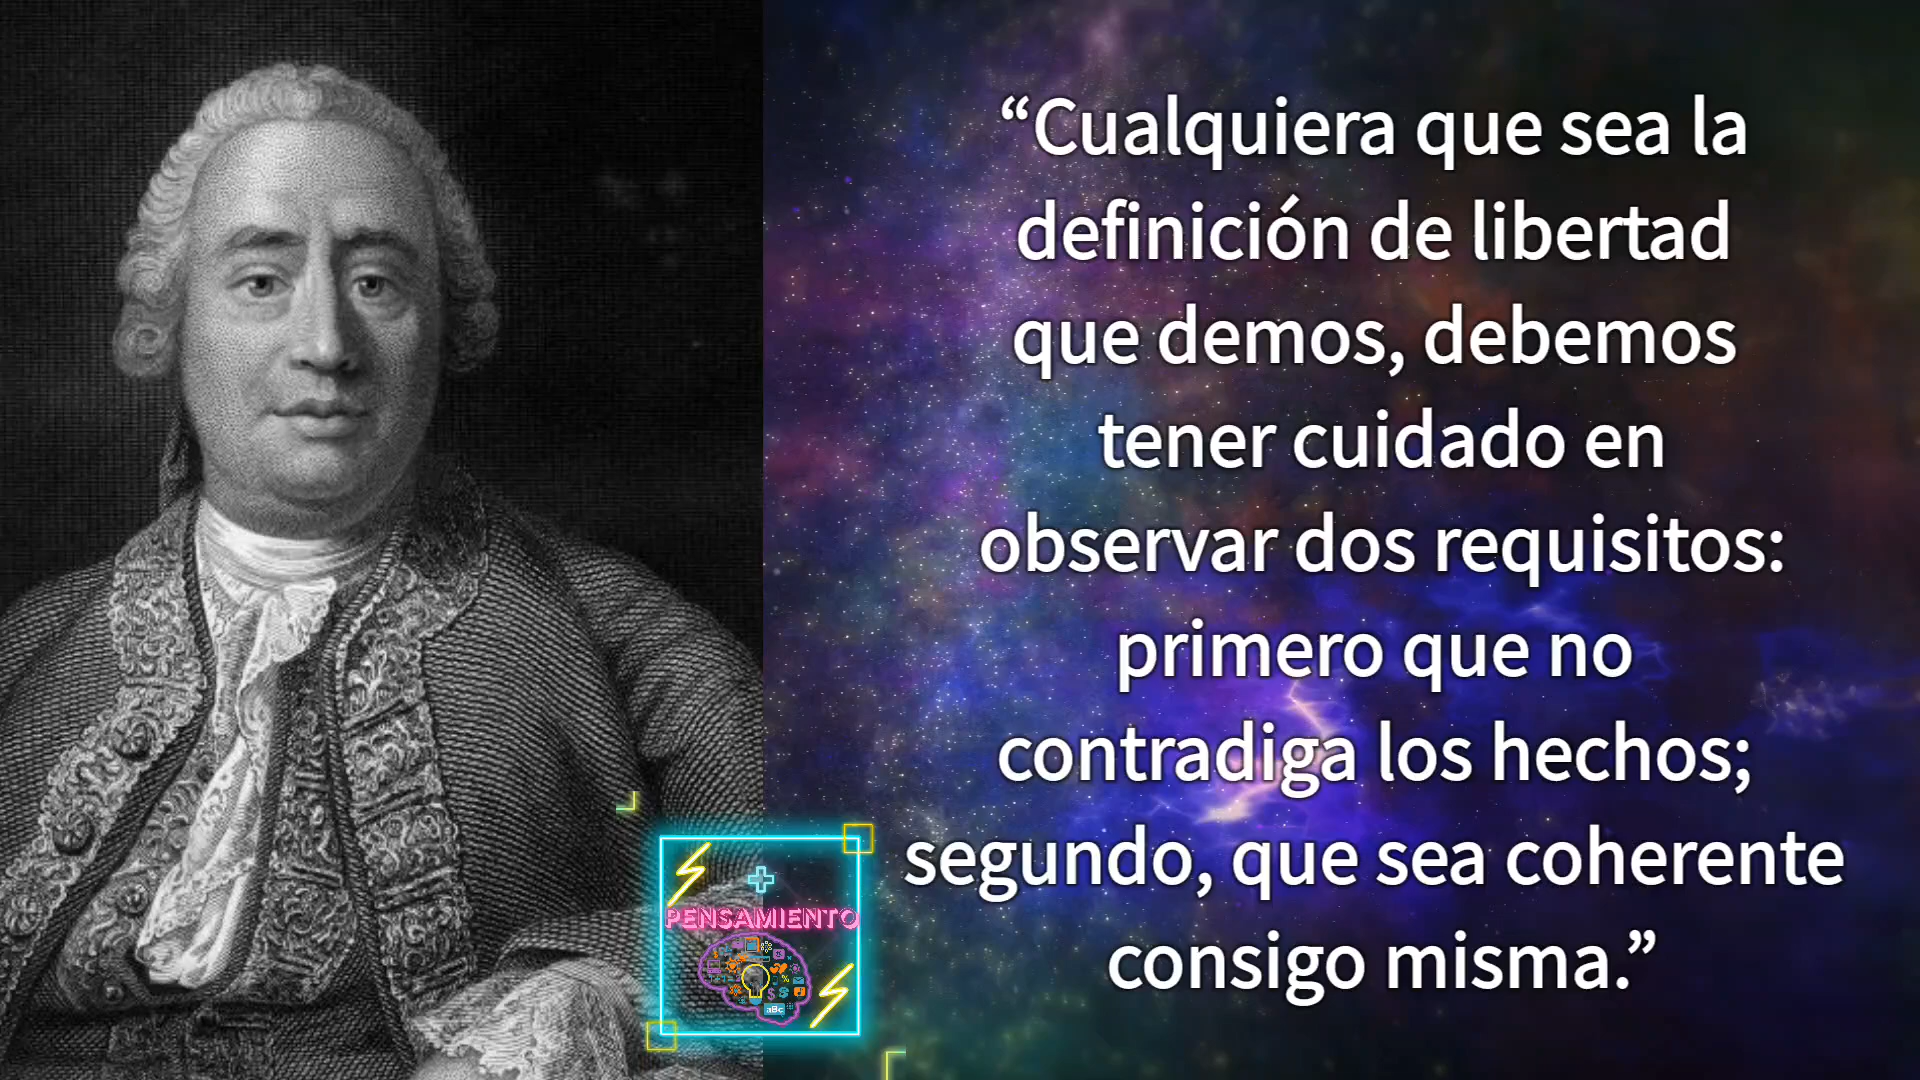 “Cualquiera que sea la
definición de libertad
que demos, debemos
tener cuidado en
observar dos requisitos:
primero que no
contradiga los hechos;
segundo, que sea coherente
consigo misma.”
PENSAMIENTO
aBc